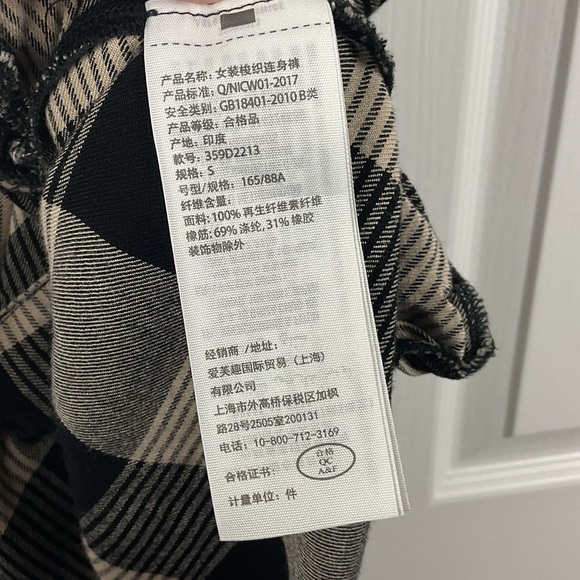 产品名称: 女装梭织连身裤
产品标准: Q/NICW01-2017
安全类别: GB18401-2010 B类
产品等级: 合格品
产地: 印度
款号: 359D2213
规格: S
号型/规格: 165/88A
纤维含量:
面料: 100% 再生纤维素纤维
橡筋: 69% 涤纶, 31% 橡胶
装饰物除外
经销商 /地址:
爱芙趣国际贸易 (上海)
有限公司
上海市外高桥保税区加枫
路28号2505室200131
电话: 10-800-712-3169
合格证书:
合格
QC
A&F
计量单位: 件